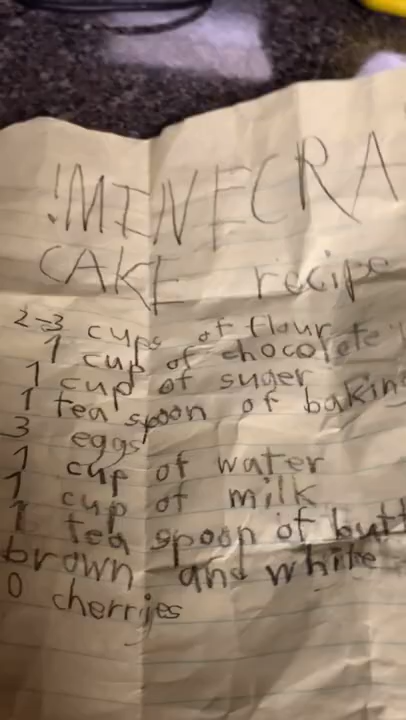 !MINECRA
CAKE recipe
2-3 cups of flour
1 cup of chocolete
1 cup of suger
1 tea spoon of bakin
3 eggs
1 cup of water
1 cup of milk
1 tea spoon of butt
brown and white
0 cherries